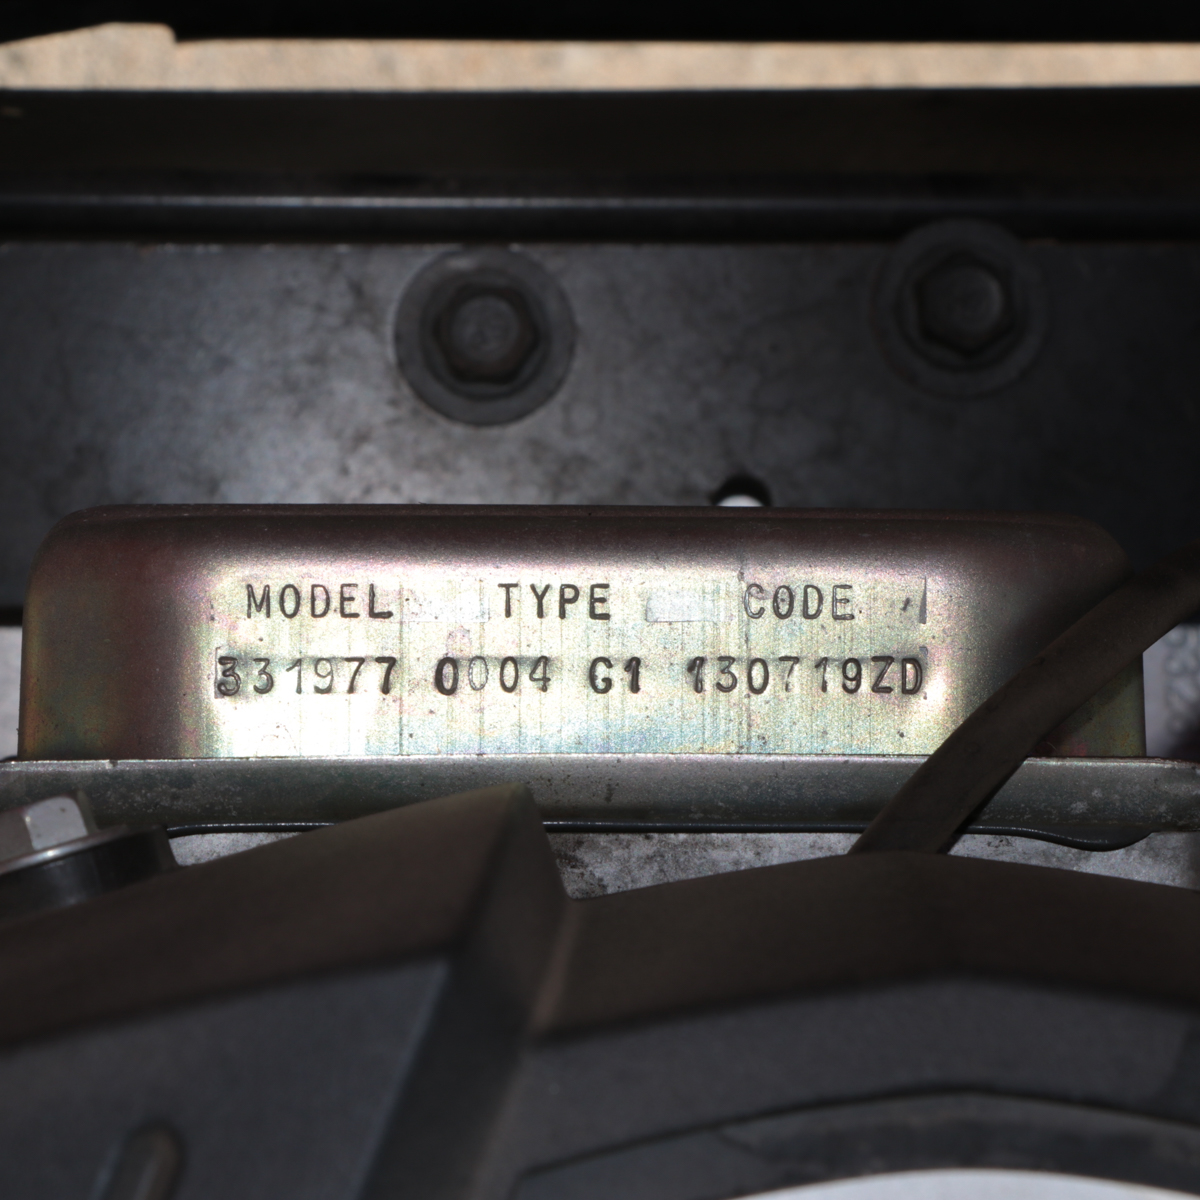 MODEL TYPE CODE
331977 0004 G1 130719ZD